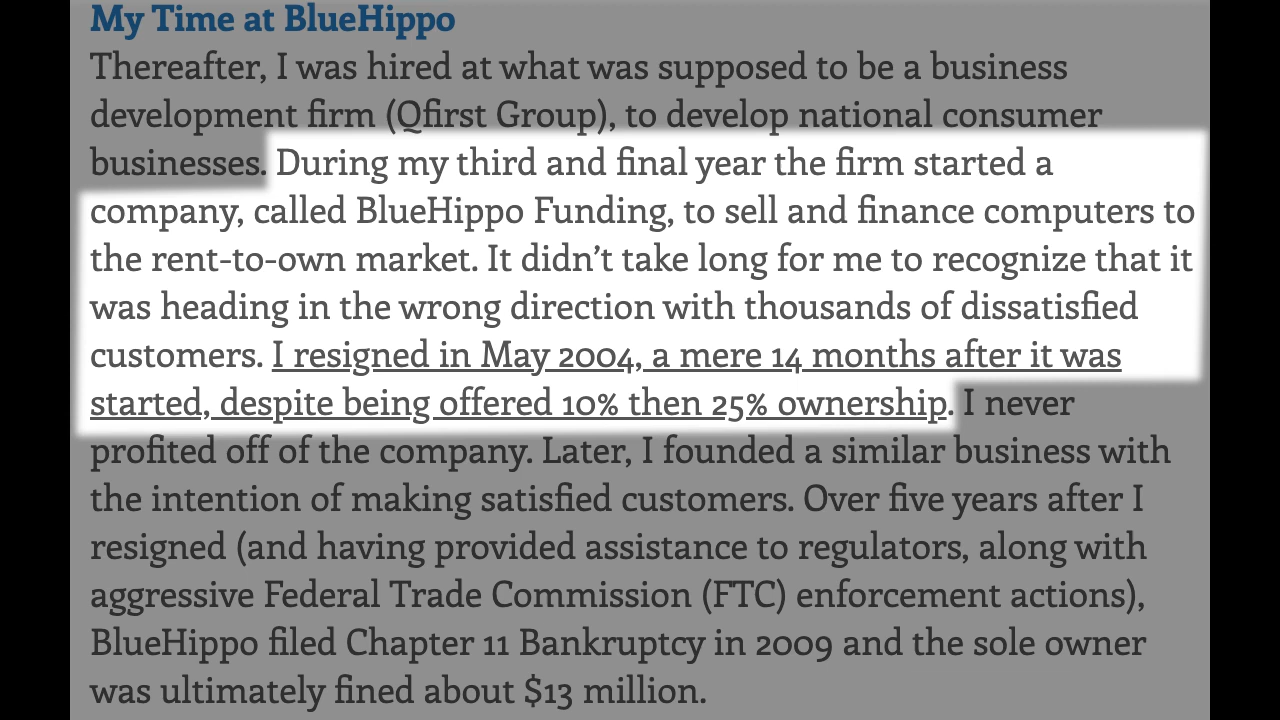 My Time at BlueHippo
Thereafter, I was hired at what was supposed to be a business
development firm (Qfirst Group), to develop national consumer
businesses. During my third and final year the firm started a
company, called BlueHippo Funding, to sell and finance computers to
the rent-to-own market. It didn’t take long for me to recognize that it
was heading in the wrong direction with thousands of dissatisfied
customers. I resigned in May 2004, a mere 14 months after it was
started, despite being offered 10% then 25% ownership. I never
profited off of the company. Later, I founded a similar business with
the intention of making satisfied customers. Over five years after I
resigned (and having provided assistance to regulators, along with
aggressive Federal Trade Commission (FTC) enforcement actions),
BlueHippo filed Chapter 11 Bankruptcy in 2009 and the sole owner
was ultimately fined about $13 million.